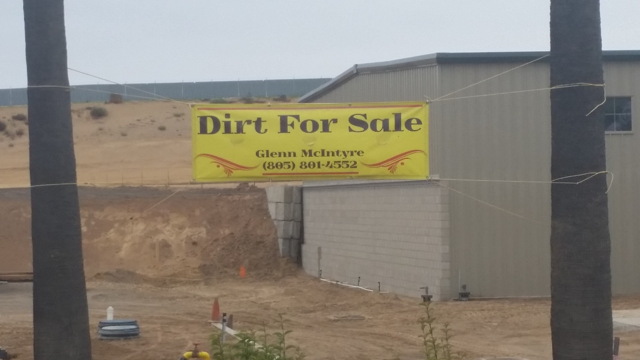 Dirt For Sale
Glenn McIntyre
(805) 801-4552